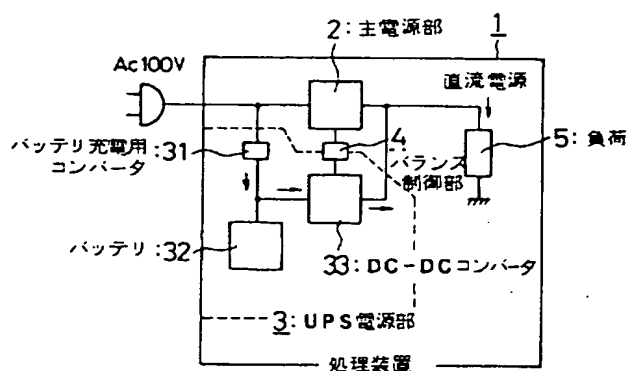 1
2:主電源部
Ac100V
直流電源
バッテリ充電用:31
コンバータ
4:
バランス
制御部
5:負荷
バッテリ:32
33:DC-DCコンバータ
3:UPS電源部
処理装置